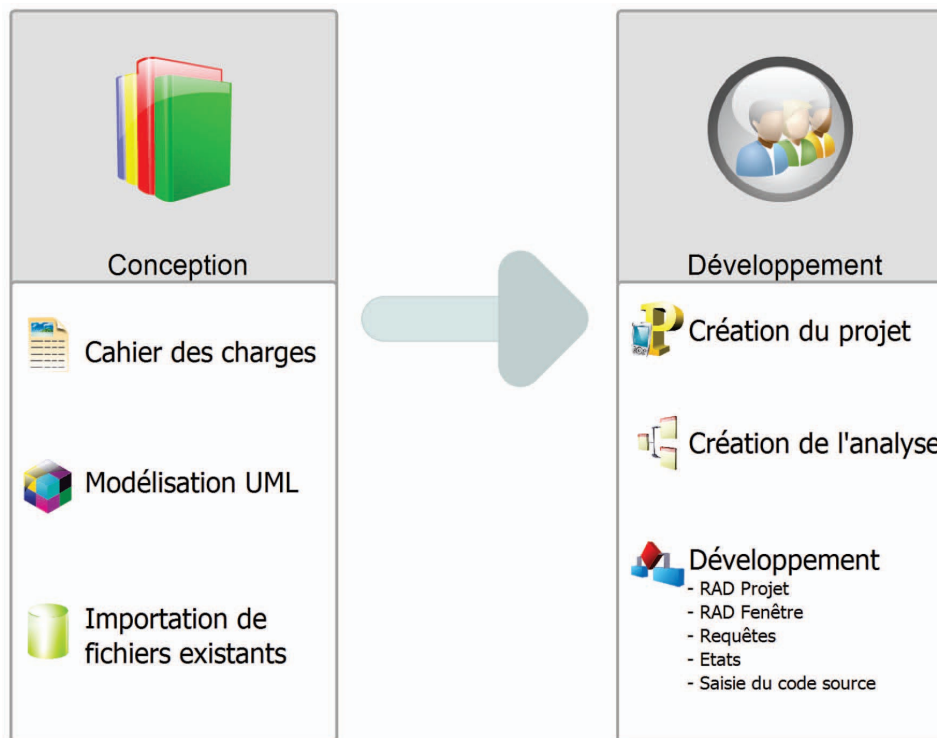 Conception
Cahier des charges
Modélisation UML
Importation de
fichiers existants
Développement
Création du projet
Création de l'analyse
Développement
- RAD Projet
- RAD Fenêtre
- Requêtes
- Etats
- Saisie du code source